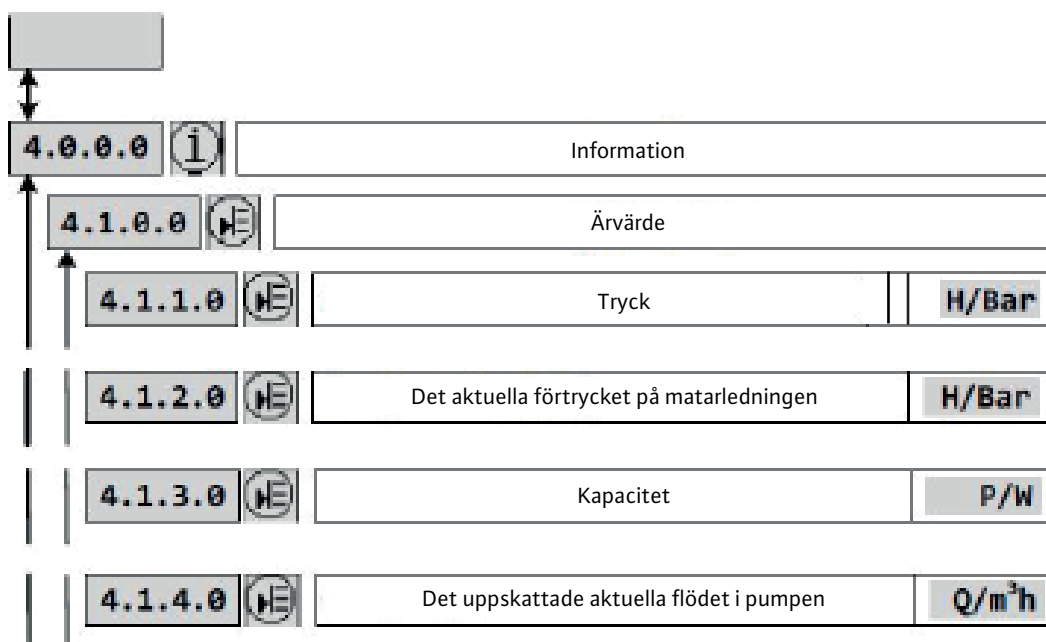 4.0.0.0 i Information
4.1.0.0 Ärvärde
4.1.1.0 Tryck H/Bar
4.1.2.0 Det aktuella förtrycket på matarledningen H/Bar
4.1.3.0 Kapacitet P/W
4.1.4.0 Det uppskattade aktuella flödet i pumpen Q/m³h